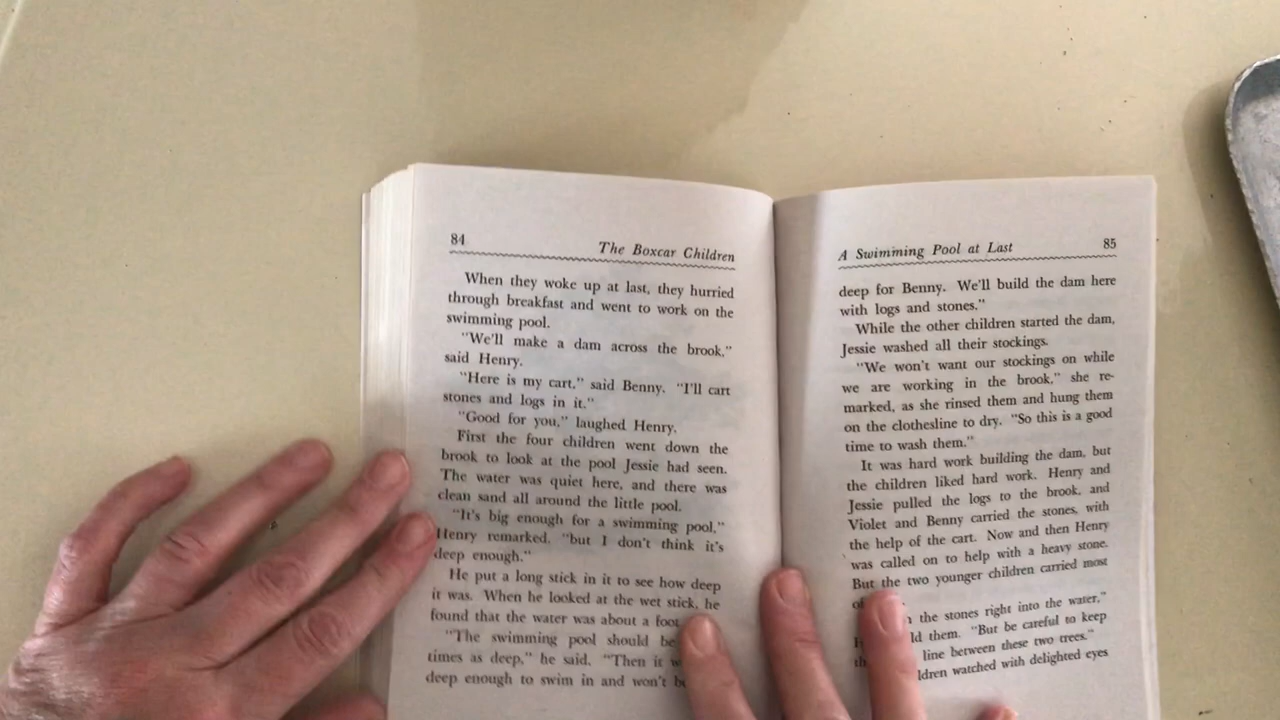 84
The Boxcar Children
When they woke up at last, they hurried
through breakfast and went to work on the
swimming pool.
"We'll make a dam across the brook,"
said Henry.
"Here is my cart," said Benny. "I'll cart
stones and logs in it."
"Good for you," laughed Henry.
First the four children went down the
brook to look at the pool Jessie had seen.
The water was quiet here, and there was
clean sand all around the little pool.
"It's big enough for a swimming pool,"
Henry remarked, "but I don't think it's
deep enough."
He put a long stick in it to see how deep
it was. When he looked at the wet stick, he
found that the water was about a foot
"The swimming pool should be
times as deep," he said. "Then it
deep enough to swim in and won't
A Swimming Pool at Last
85
deep for Benny. We'll build the dam here
with logs and stones."
While the other children started the dam,
Jessie washed all their stockings.
"We won't want our stockings on while
we are working in the brook," she re-
marked, as she rinsed them and hung them
on the clothesline to dry. "So this is a good
time to wash them."
It was hard work building the dam, but
the children liked hard work. Henry and
Jessie pulled the logs to the brook, and
Violet and Benny carried the stones, with
the help of the cart. Now and then Henry
was called on to help with a heavy stone.
But the two younger children carried most
the stones right into the water,"
them. "But be careful to keep
line between these two trees."
watched with delighted eyes